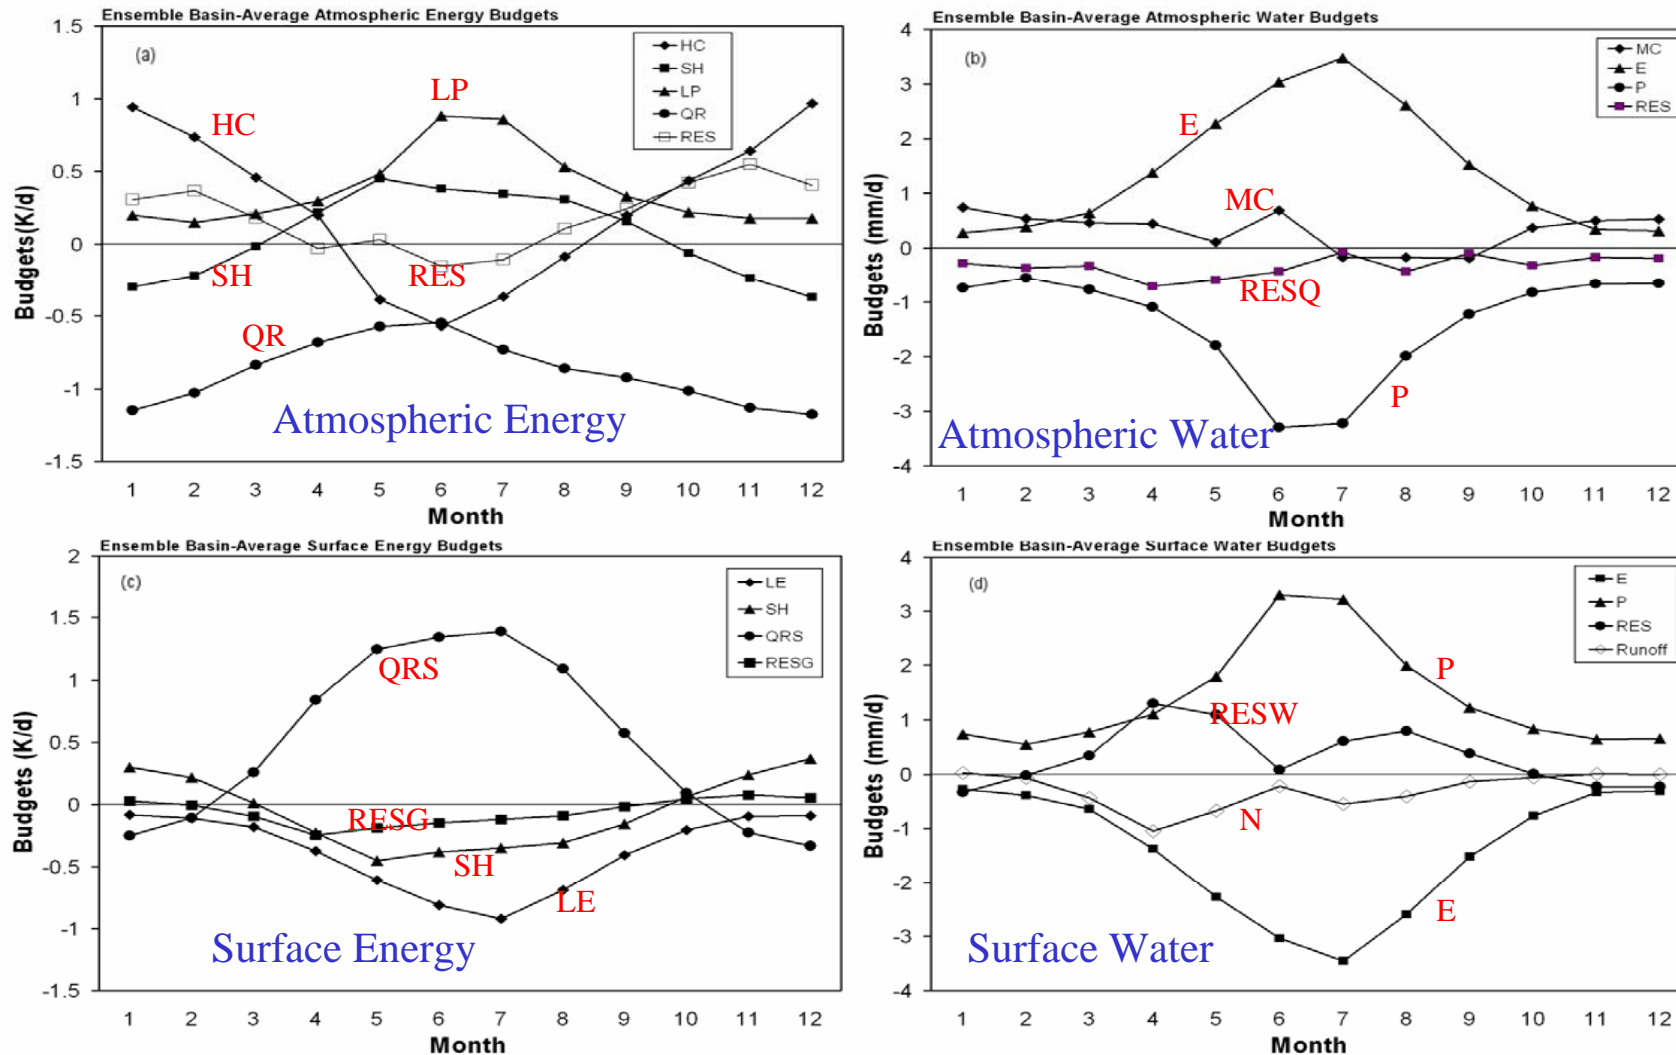 Ensemble Basin-Average Atmospheric Energy Budgets
(a)
HC
SH
LP
QR
RES
HC
LP
SH
RES
QR
Atmospheric Energy
Budgets(K/d)
1.5
1
0.5
0
-0.5
-1
-1.5
1 2 3 4 5 6 7 8 9 10 11 12
Month
Ensemble Basin-Average Atmospheric Water Budgets
(b)
MC
E
P
RES
E
MC
RESQ
P
Atmospheric Water
Budgets (mm/d)
4
3
2
1
0
-1
-2
-3
-4
1 2 3 4 5 6 7 8 9 10 11 12
Month
Ensemble Basin-Average Surface Energy Budgets
(c)
LE
SH
QRS
RESG
QRS
RESG
SH
LE
Surface Energy
Budgets (K/d)
2
1.5
1
0.5
0
-0.5
-1
-1.5
1 2 3 4 5 6 7 8 9 10 11 12
Month
Ensemble Basin-Average Surface Water Budgets
(d)
E
P
RES
Runoff
P
RESW
N
E
Surface Water
Budgets (mm/d)
4
3
2
1
0
-1
-2
-3
-4
1 2 3 4 5 6 7 8 9 10 11 12
Month